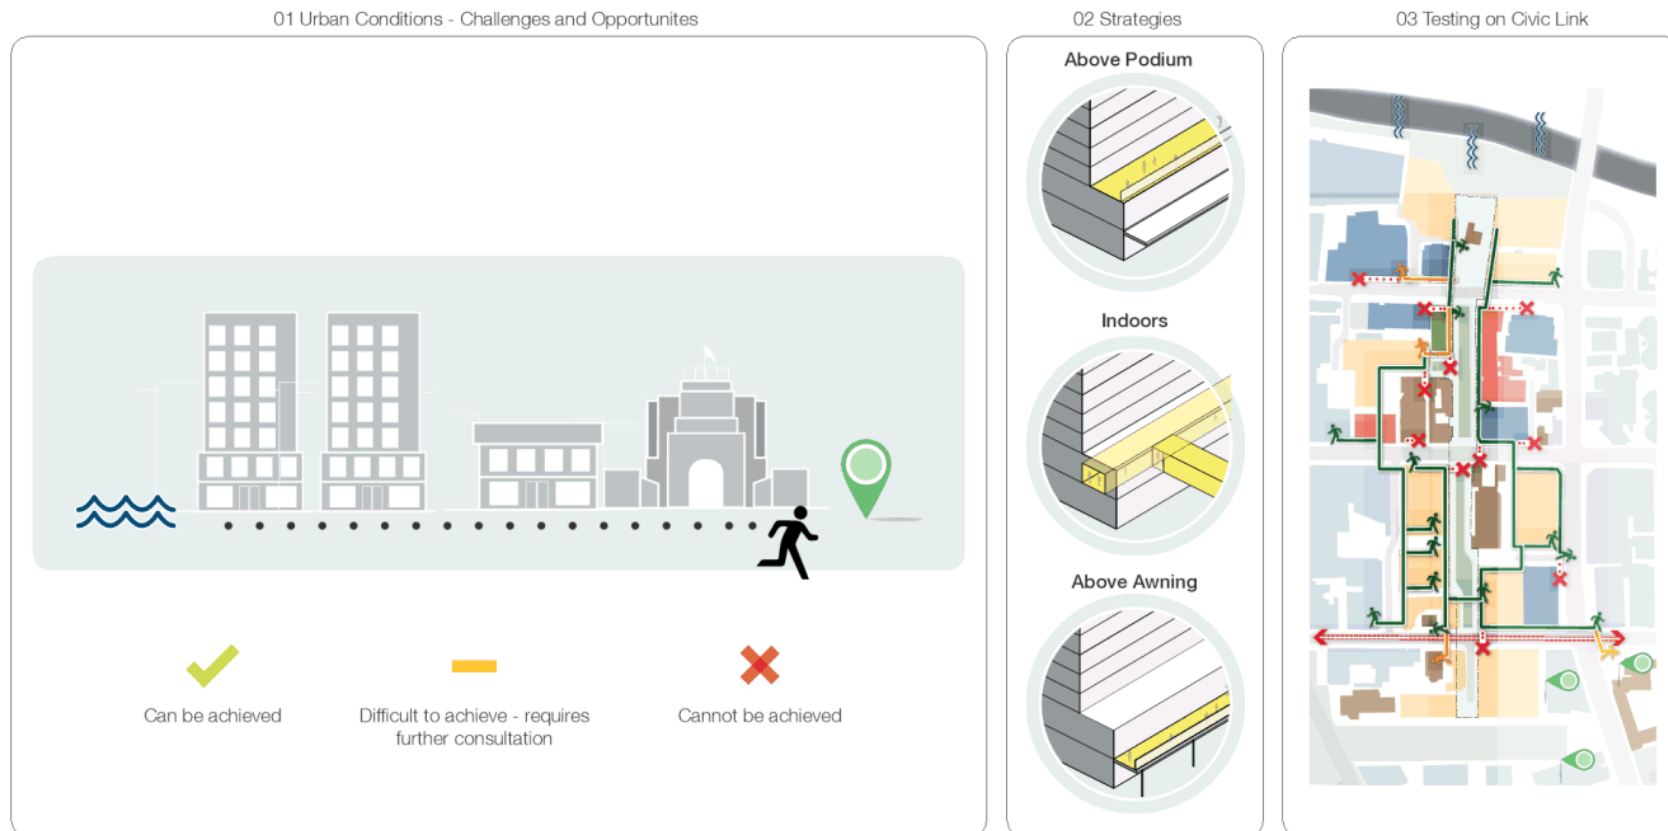 01 Urban Conditions - Challenges and Opportunites
02 Strategies
03 Testing on Civic Link
Above Podium
Indoors
Above Awning
Can be achieved
Difficult to achieve - requires
further consultation
Cannot be achieved